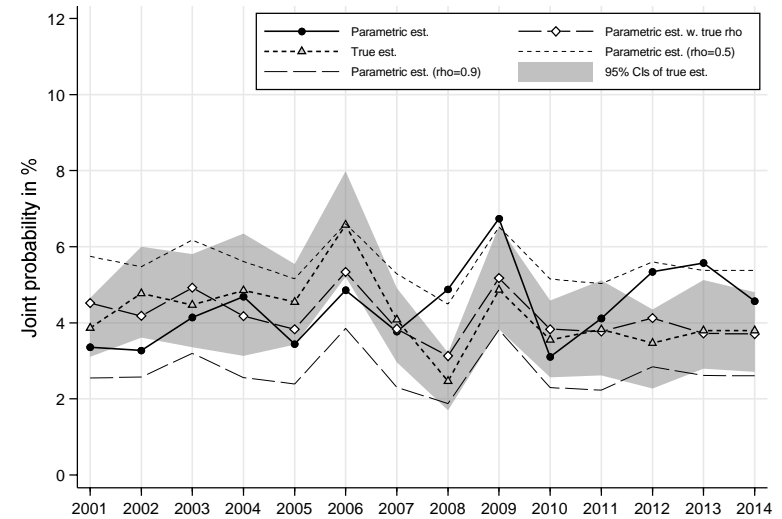 Parametric est.
Parametric est. w. true rho
True est.
Parametric est. (rho=0.5)
Parametric est. (rho=0.9)
95% CIs of true est.
Joint probability in %
12
10
8
6
4
2
0
2001 2002 2003 2004 2005 2006 2007 2008 2009 2010 2011 2012 2013 2014